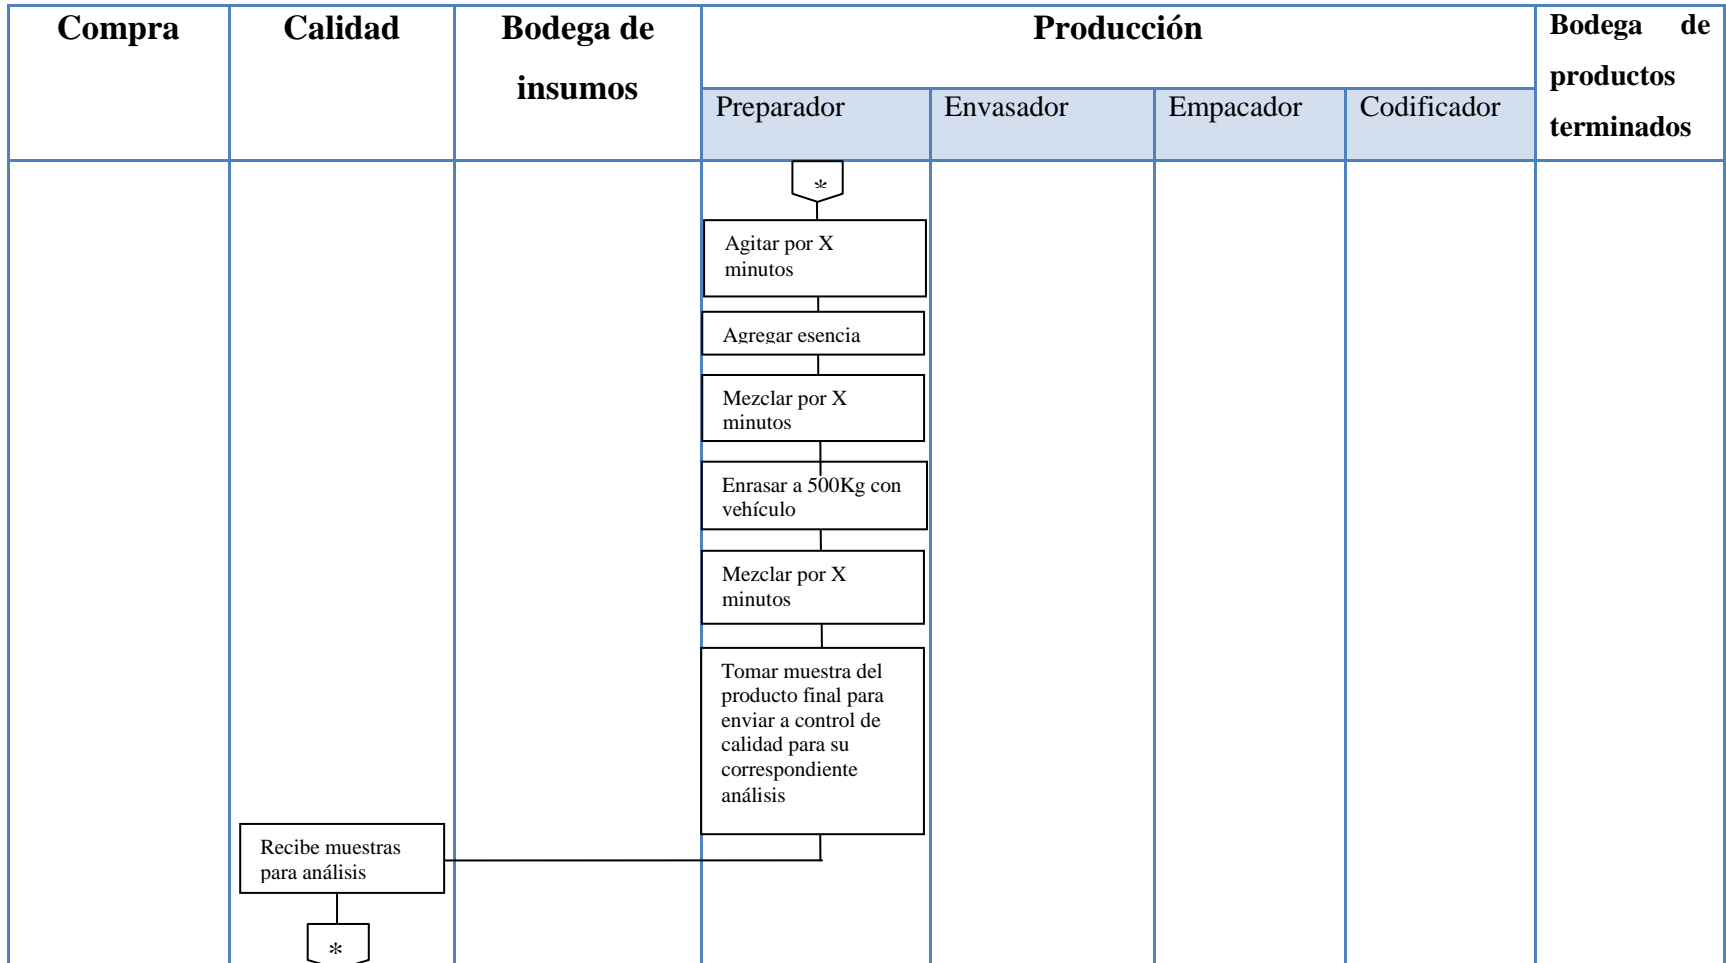 Compra
Calidad
Bodega de
insumos
Producción
Bodega de
productos
terminados
Preparador
Envasador
Empacador
Codificador
*
Agitar por X
minutos
Agregar esencia
Mezclar por X
minutos
Enrasar a 500Kg con
vehículo
Mezclar por X
minutos
Tomar muestra del
producto final para
enviar a control de
calidad para su
correspondiente
análisis
Recibe muestras
para análisis
*